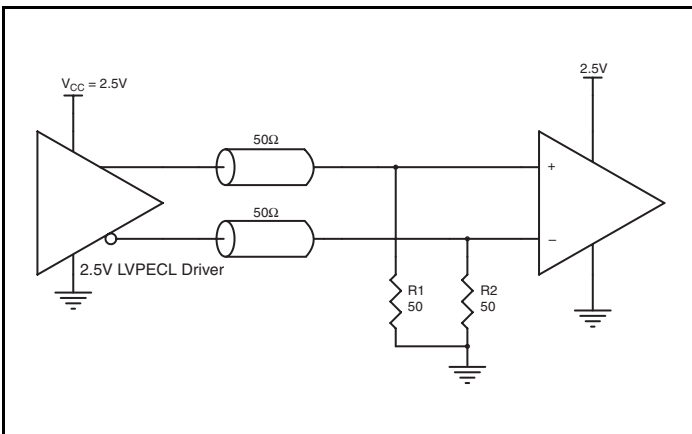 V_CC = 2.5V
2.5V
50Ω
50Ω
+
−
2.5V LVPECL Driver
R1
50
R2
50